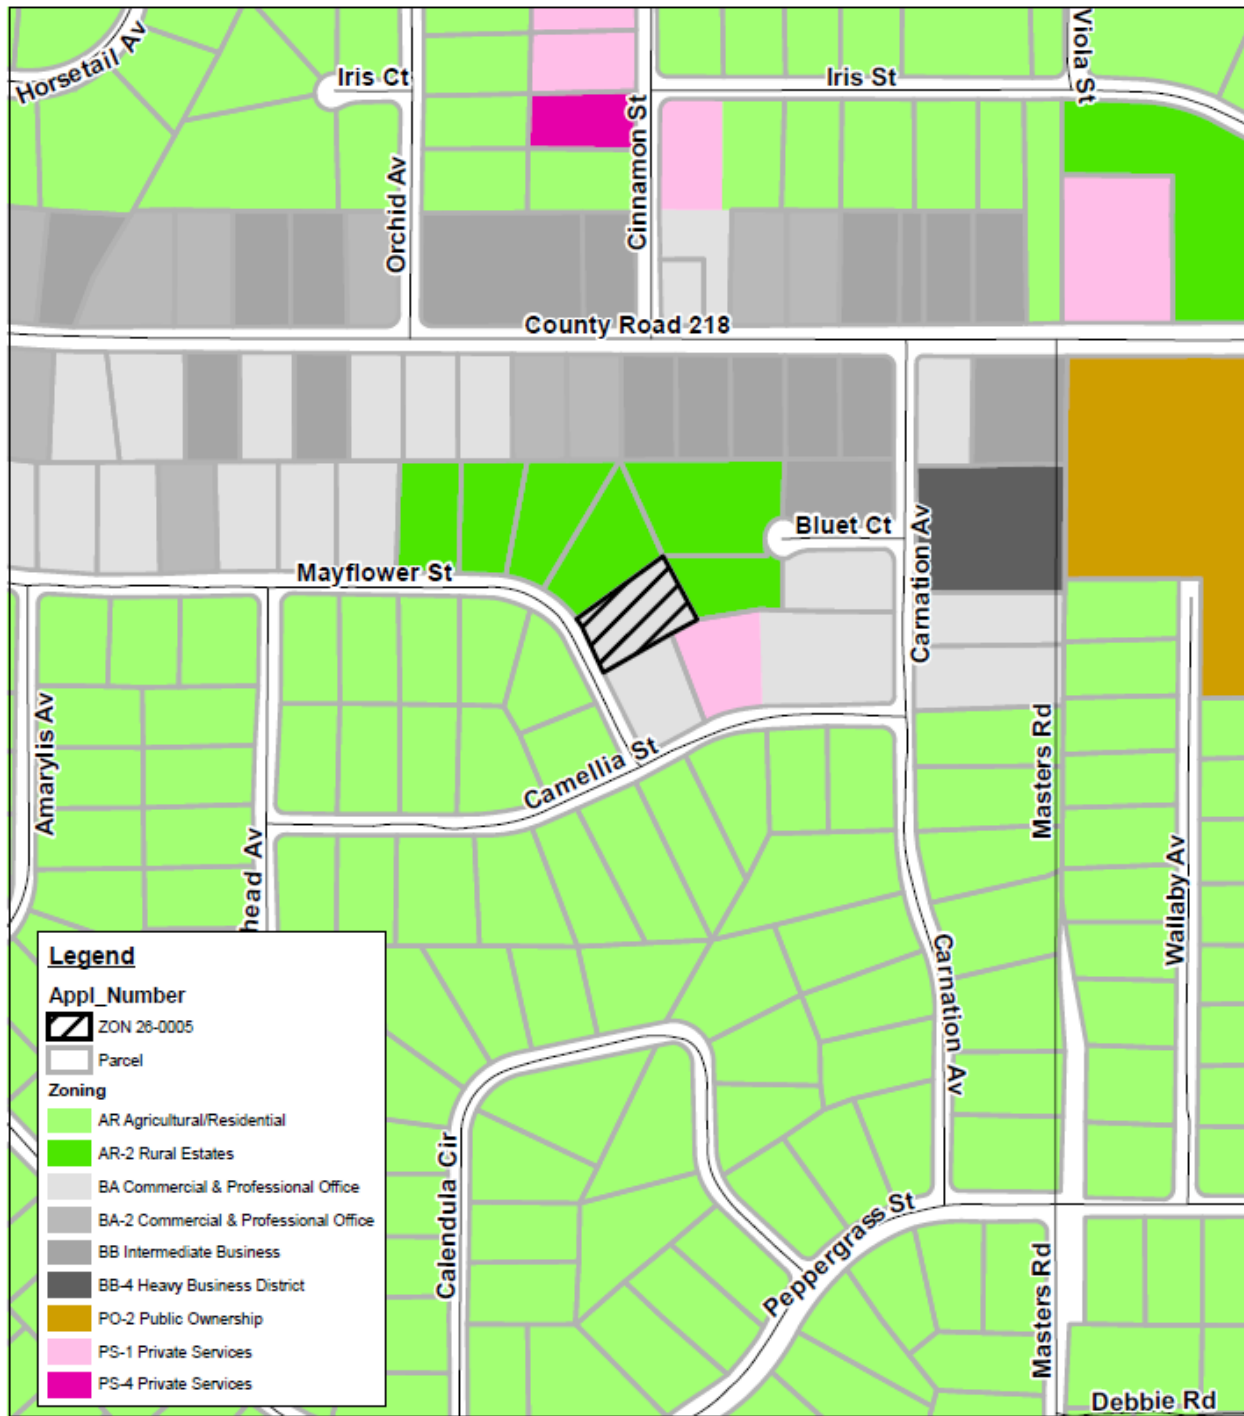 Horsetail Av
Iris Ct
Iris St
Viola St
Orchid Av
Cinnamon St
County Road 218
Mayflower St
Bluet Ct
Carnation Av
Amarylis Av
Camellia St
Masters Rd
Wallaby Av
head Av
Carnation Av
Calendula Cir
Peppergrass St
Masters Rd
Debbie Rd
Legend
Appl_Number
ZON 26-0005
Parcel
Zoning
AR Agricultural/Residential
AR-2 Rural Estates
BA Commercial & Professional Office
BA-2 Commercial & Professional Office
BB Intermediate Business
BB-4 Heavy Business District
PO-2 Public Ownership
PS-1 Private Services
PS-4 Private Services